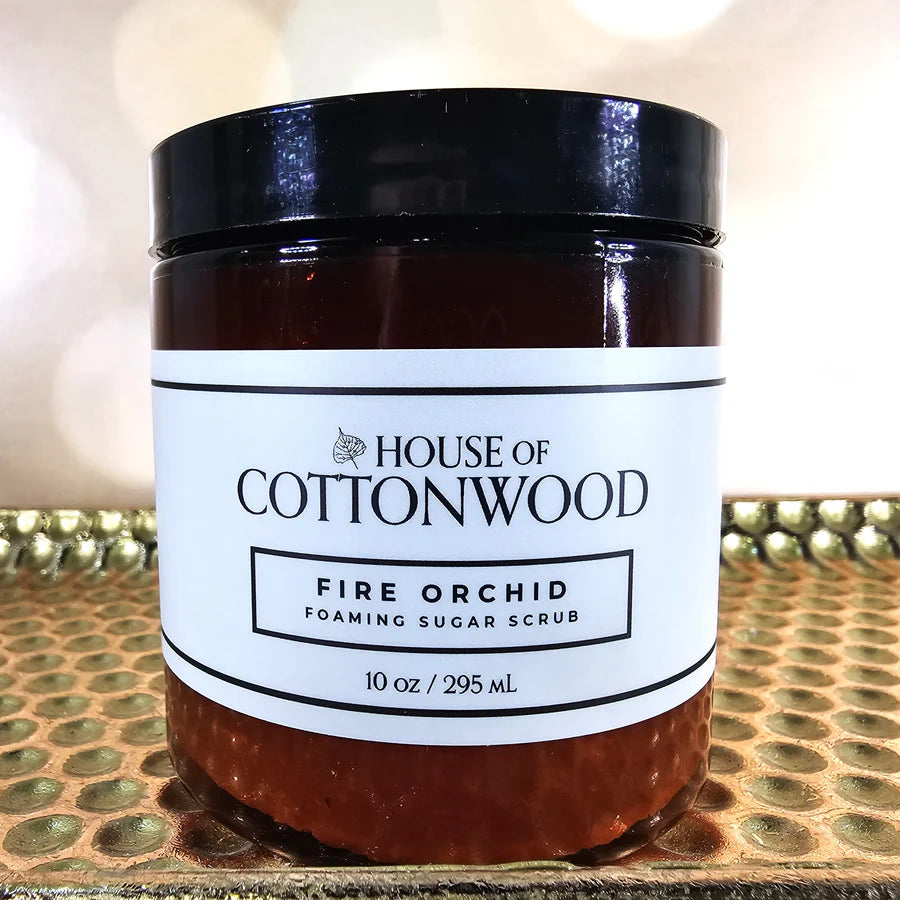 HOUSE OF
COTTONWOOD
FIRE ORCHID
FOAMING SUGAR SCRUB
10 OZ / 295 ML